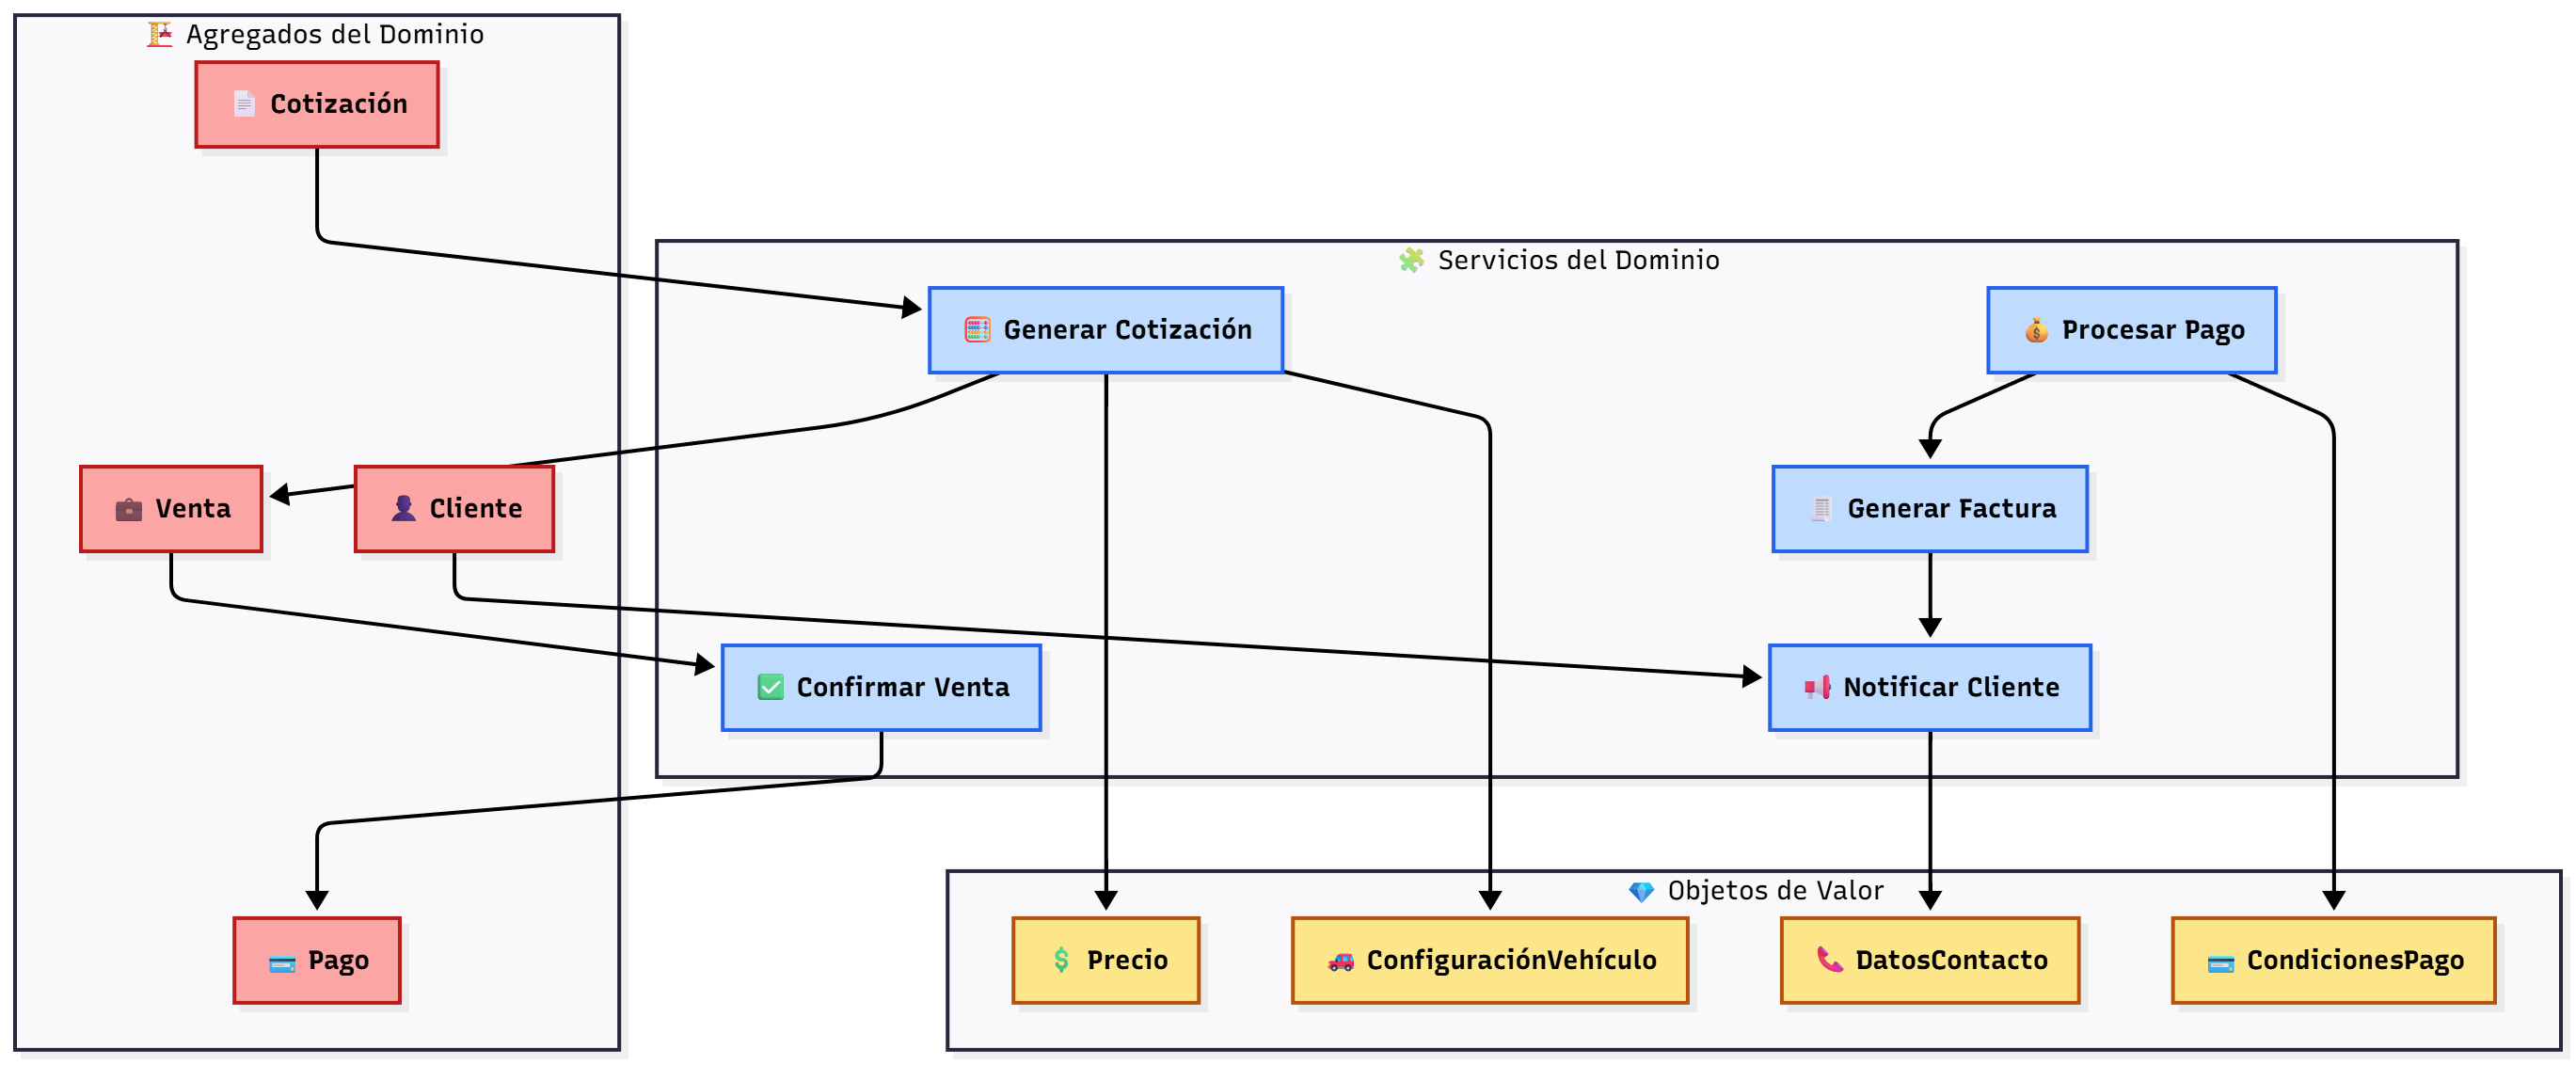 Agregados del Dominio
Cotización
Servicios del Dominio
Generar Cotización
Procesar Pago
Venta
Cliente
Generar Factura
Confirmar Venta
Notificar Cliente
Objetos de Valor
Pago
Precio
ConfiguraciónVehículo
DatosContacto
CondicionesPago